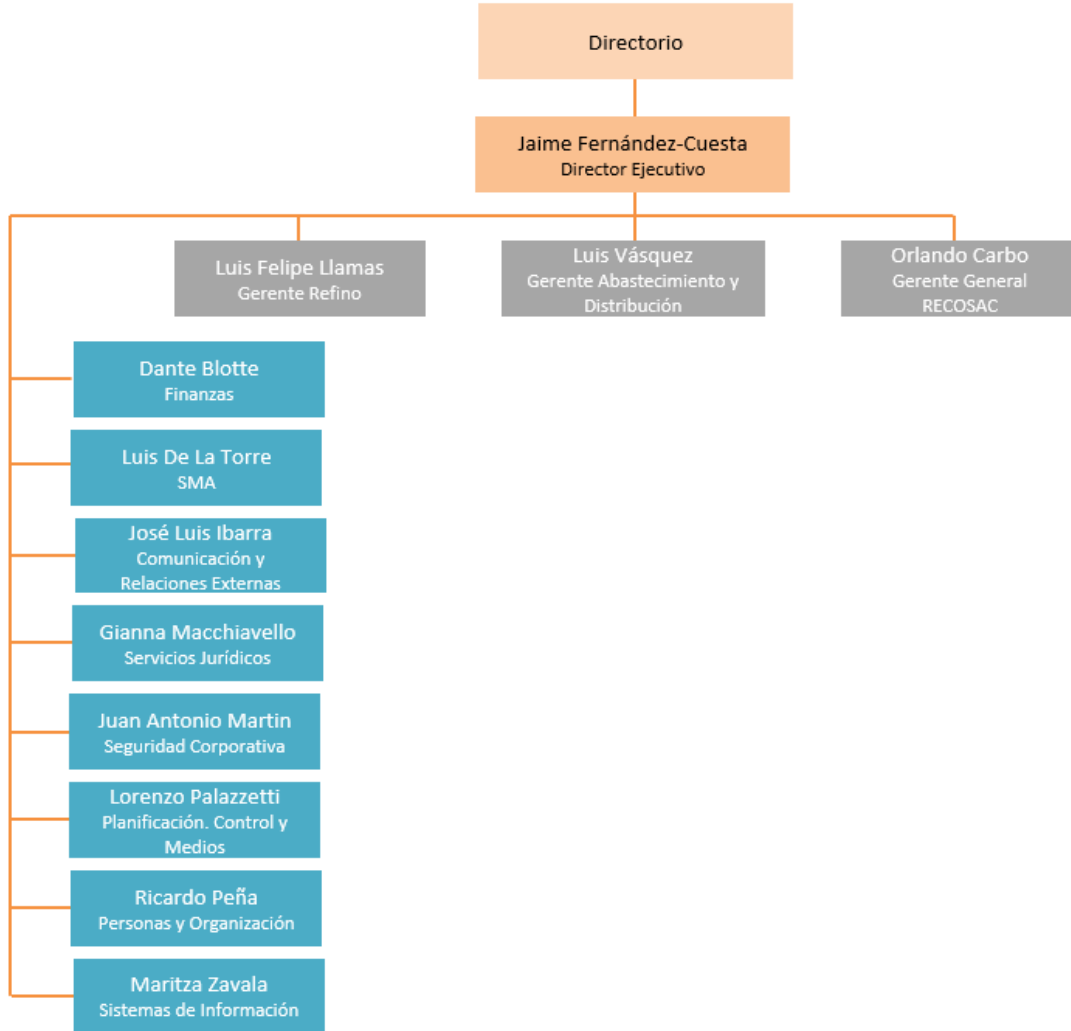 Directorio
Jaime Fernández-Cuesta
Director Ejecutivo
Luis Felipe Llamas
Gerente Refino
Luis Vásquez
Gerente Abastecimiento y
Distribución
Orlando Carbo
Gerente General
RECOSAC
Dante Blotte
Finanzas
Luis De La Torre
SMA
José Luis Ibarra
Comunicación y
Relaciones Externas
Gianna Macchiavello
Servicios Jurídicos
Juan Antonio Martin
Seguridad Corporativa
Lorenzo Palazzetti
Planificación. Control y
Medios
Ricardo Peña
Personas y Organización
Maritza Zavala
Sistemas de Información